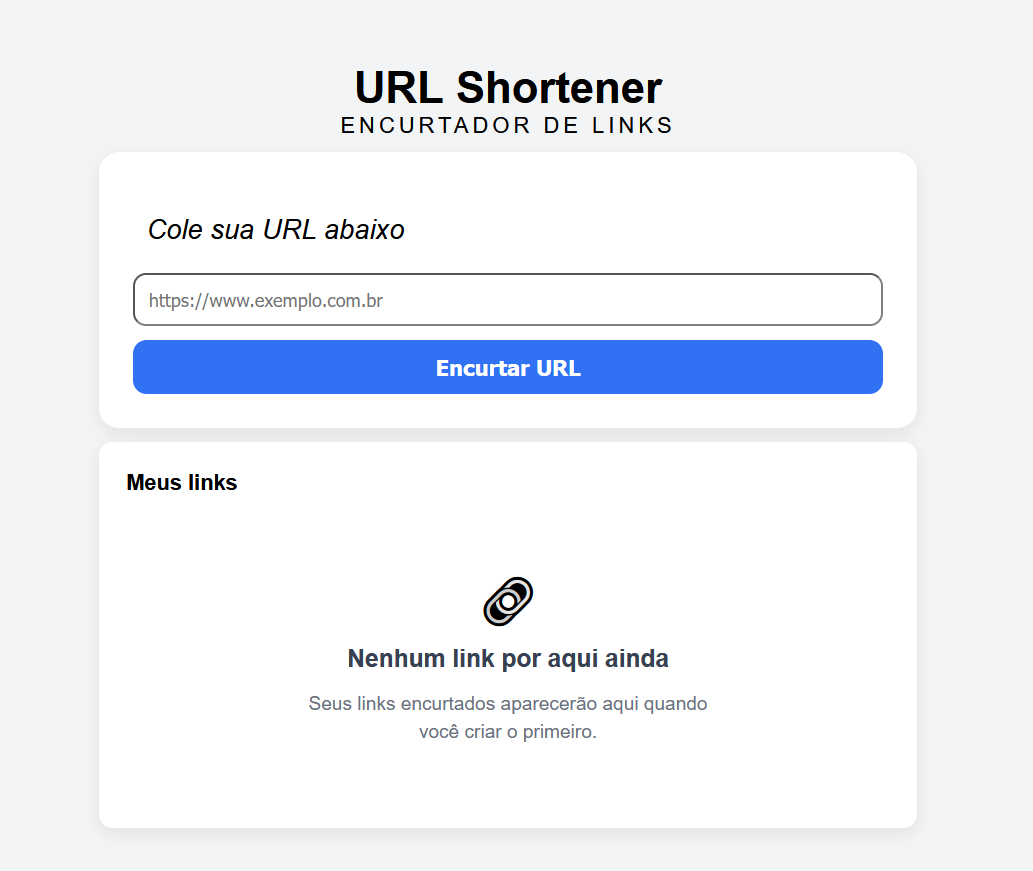 URL Shortener
ENCURTADOR DE LINKS
Cole sua URL abaixo
https://www.exemplo.com.br
Encurtar URL
Meus links
Nenhum link por aqui ainda
Seus links encurtados aparecerão aqui quando
você criar o primeiro.